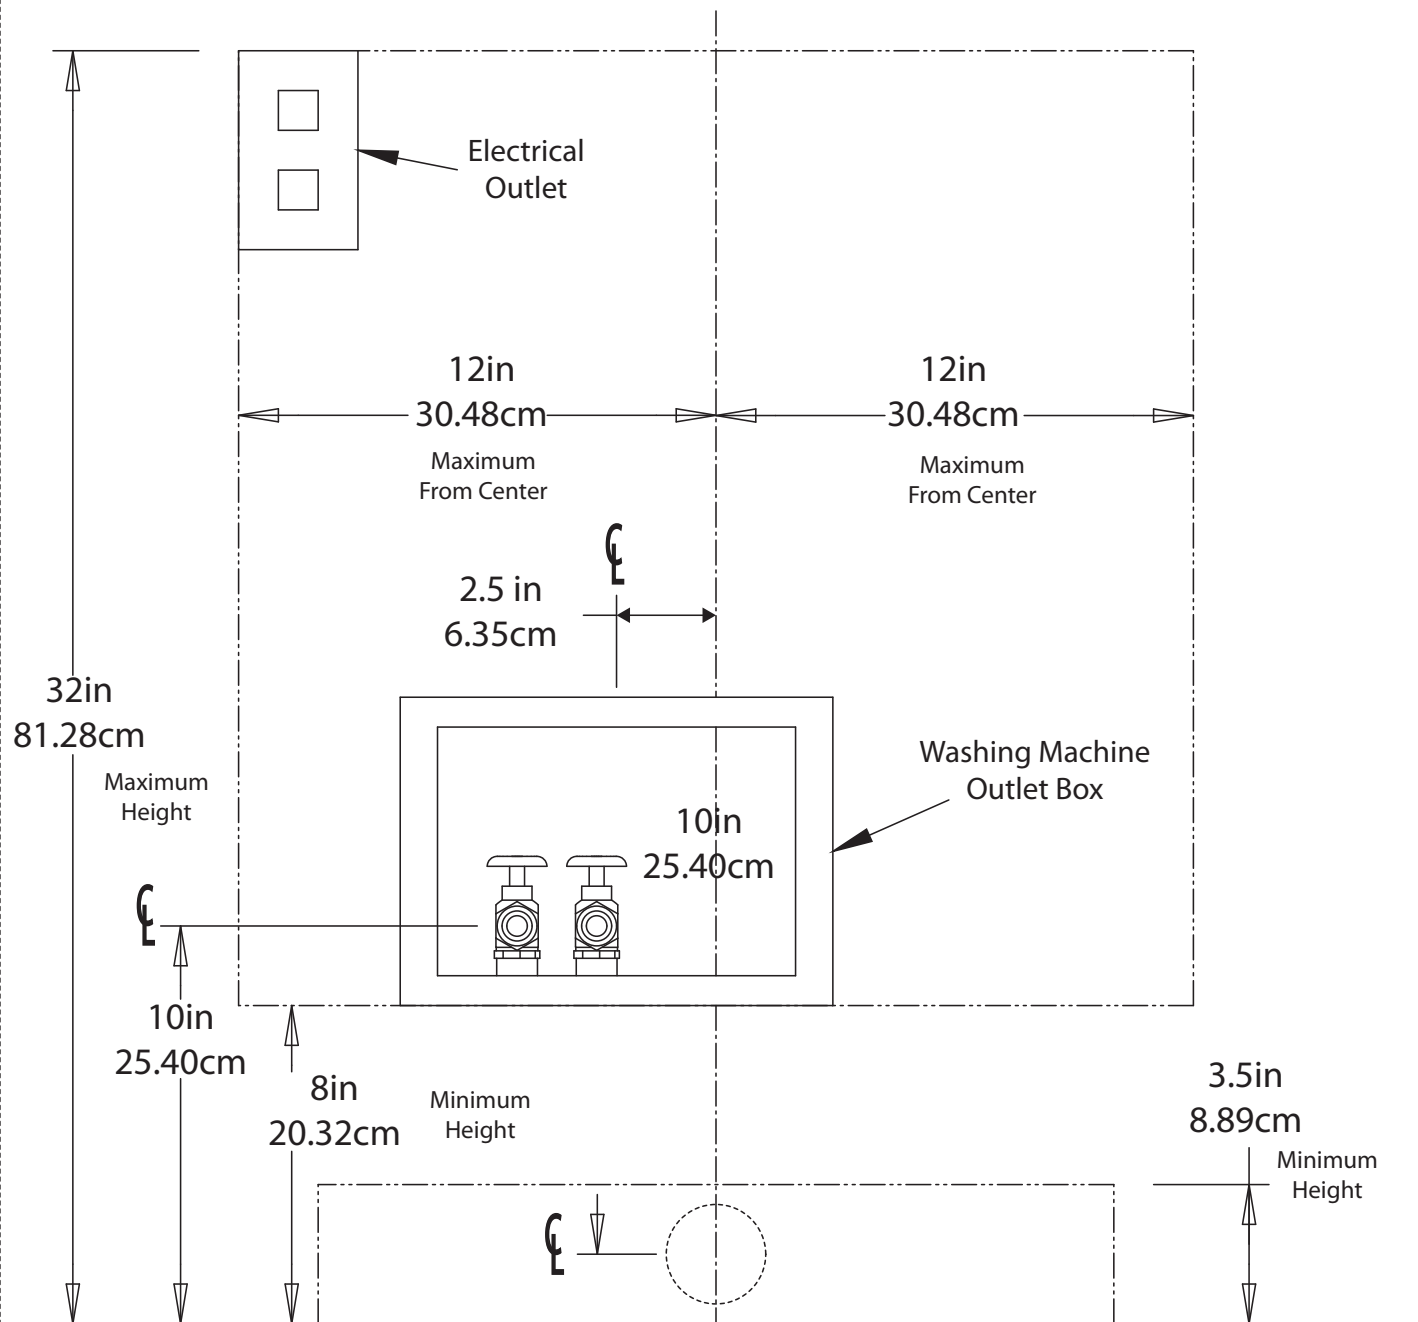 Electrical
Outlet
12in
30.48cm
Maximum
From Center
12in
30.48cm
Maximum
From Center
℄
2.5 in
6.35cm
32in
81.28cm
Maximum
Height
Washing Machine
Outlet Box
10in
25.40cm
℄
10in
25.40cm
8in
20.32cm
Minimum
Height
3.5in
8.89cm
Minimum
Height
℄